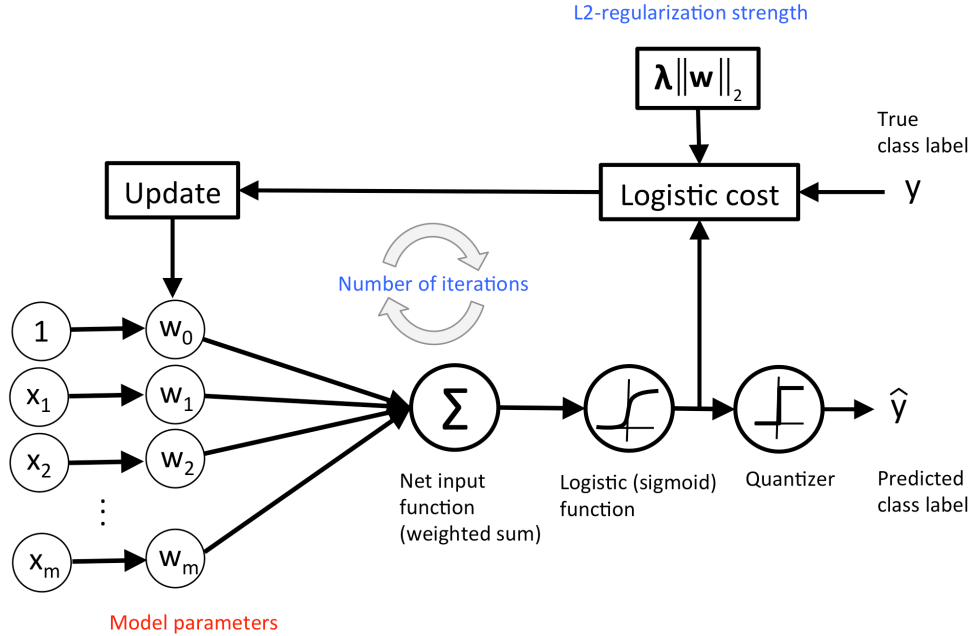 L2-regularization strength
λ||w||₂
True
class label
Update
Logistic cost
y
Number of iterations
1
w₀
x₁
w₁
x₂
w₂
⋮
xₘ
wₘ
Σ
ŷ
Net input
function
(weighted sum)
Logistic (sigmoid)
function
Quantizer
Predicted
class label
Model parameters